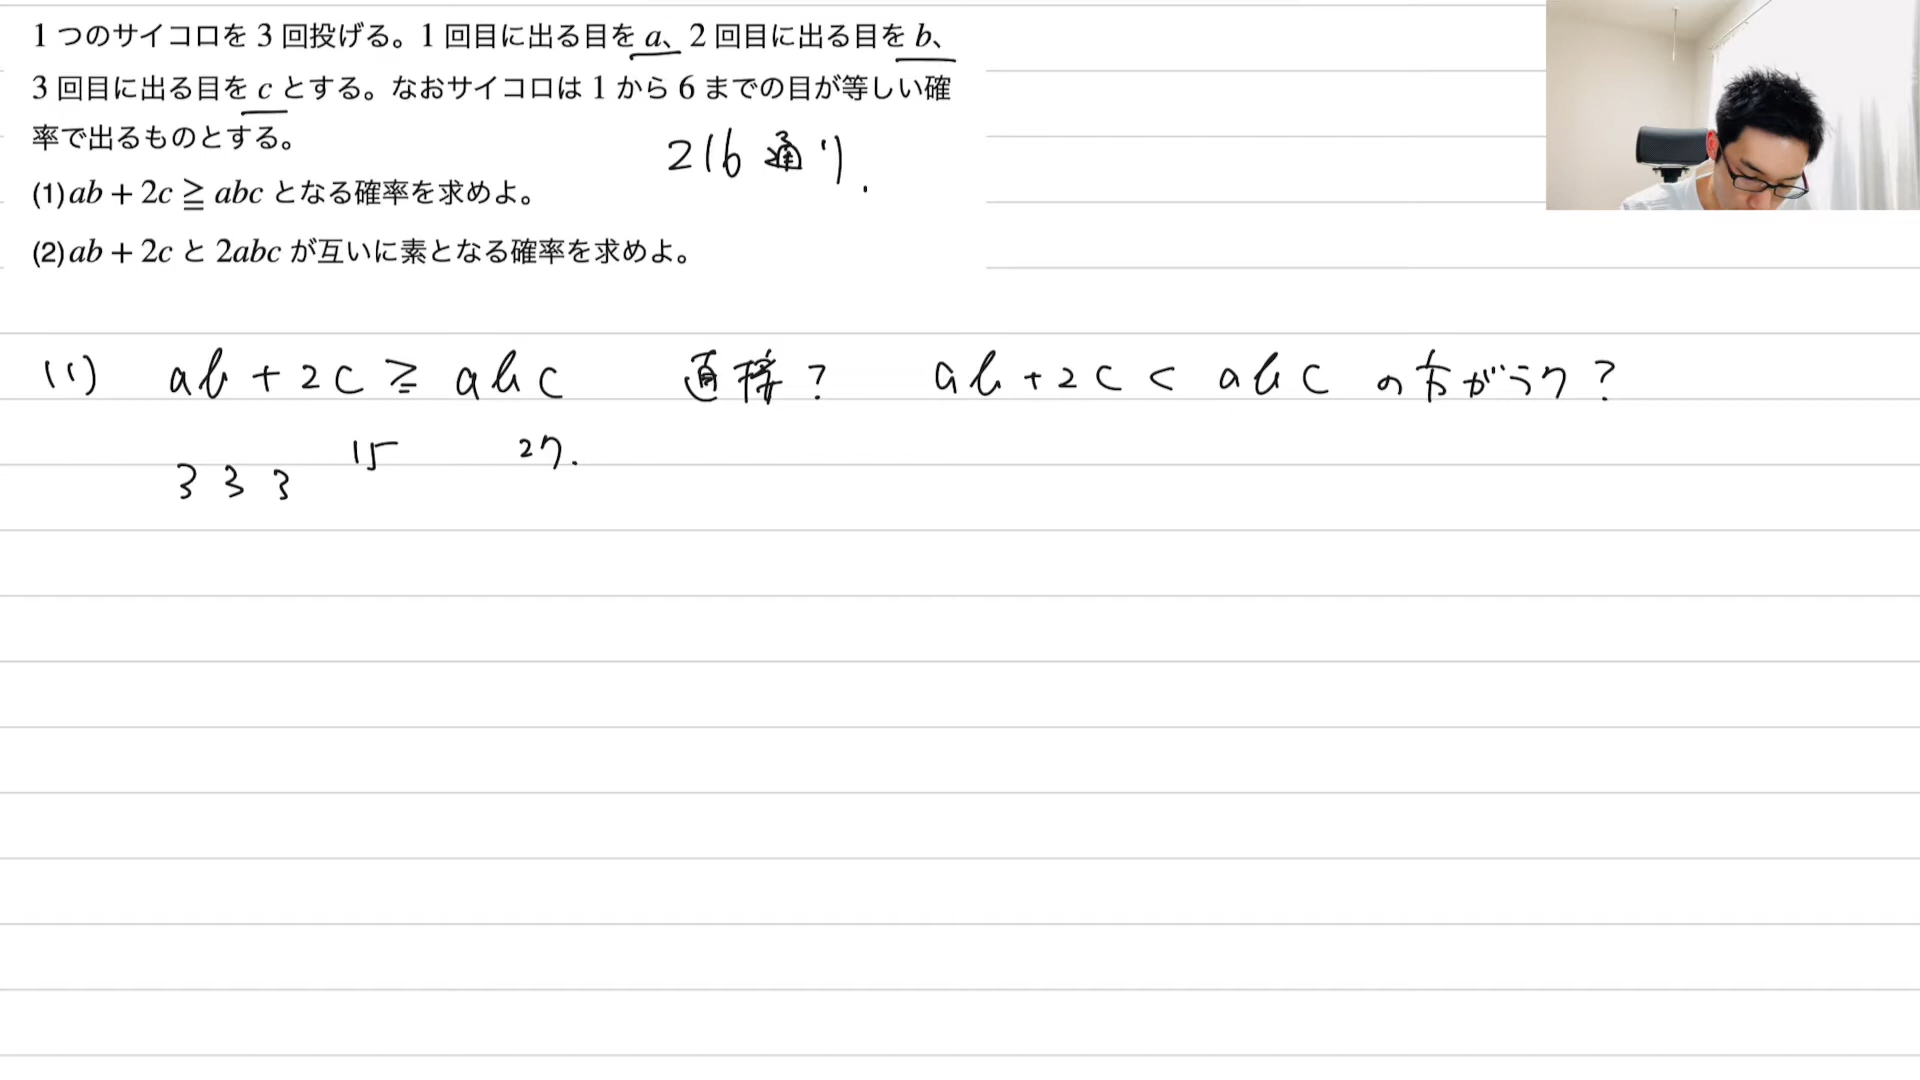 1 つのサイコロを 3 回投げる。1 回目に出る目を a、2 回目に出る目を b、
3 回目に出る目を c とする。なおサイコロは 1 から 6 までの目が等しい確
率で出るものとする。
216 通り.
(1) ab + 2c ≧ abc となる確率を求めよ。
(2) ab + 2c と 2abc が互いに素となる確率を求めよ。
(1) ab + 2c ≧ abc 直接? ab + 2c < abc の方がラク?
15 27.
3 3 3